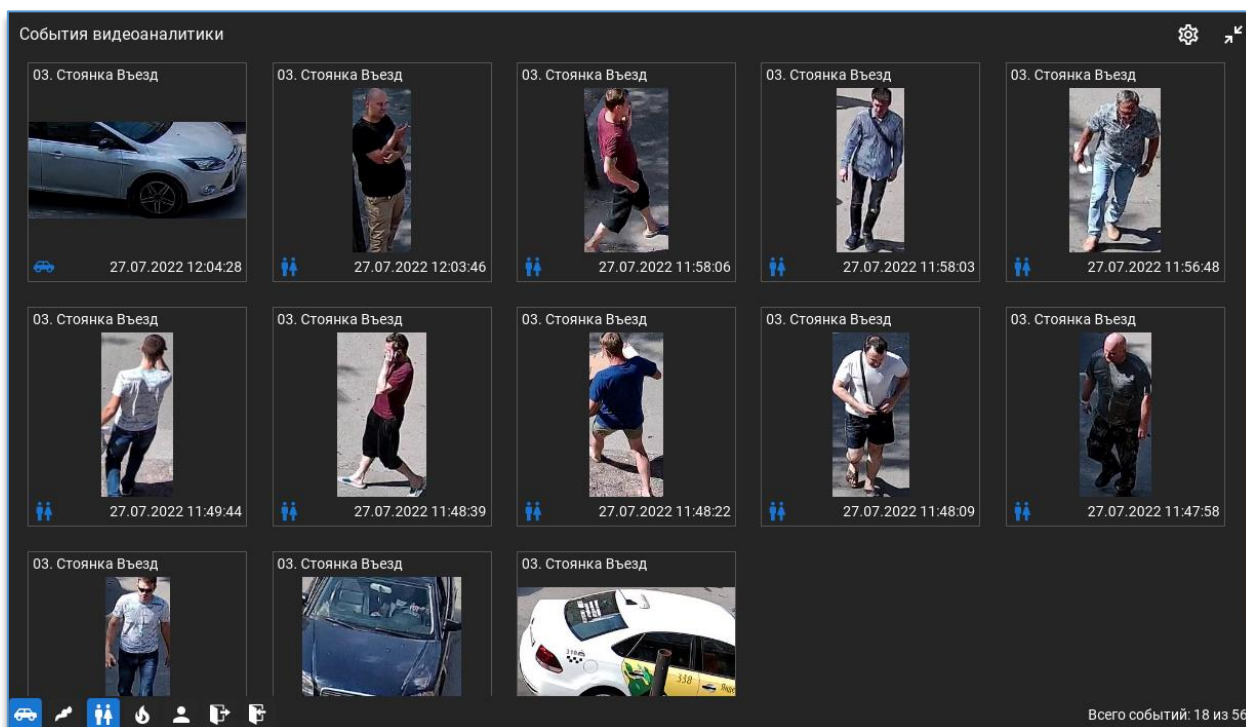 События видеоаналитики
03. Стоянка Въезд
27.07.2022 12:04:28
03. Стоянка Въезд
27.07.2022 12:03:46
03. Стоянка Въезд
27.07.2022 11:58:06
03. Стоянка Въезд
27.07.2022 11:58:03
03. Стоянка Въезд
27.07.2022 11:56:48
03. Стоянка Въезд
27.07.2022 11:49:44
03. Стоянка Въезд
27.07.2022 11:48:39
03. Стоянка Въезд
27.07.2022 11:48:22
03. Стоянка Въезд
27.07.2022 11:48:09
03. Стоянка Въезд
27.07.2022 11:47:58
03. Стоянка Въезд
03. Стоянка Въезд
03. Стоянка Въезд
338
Всего событий: 18 из 56